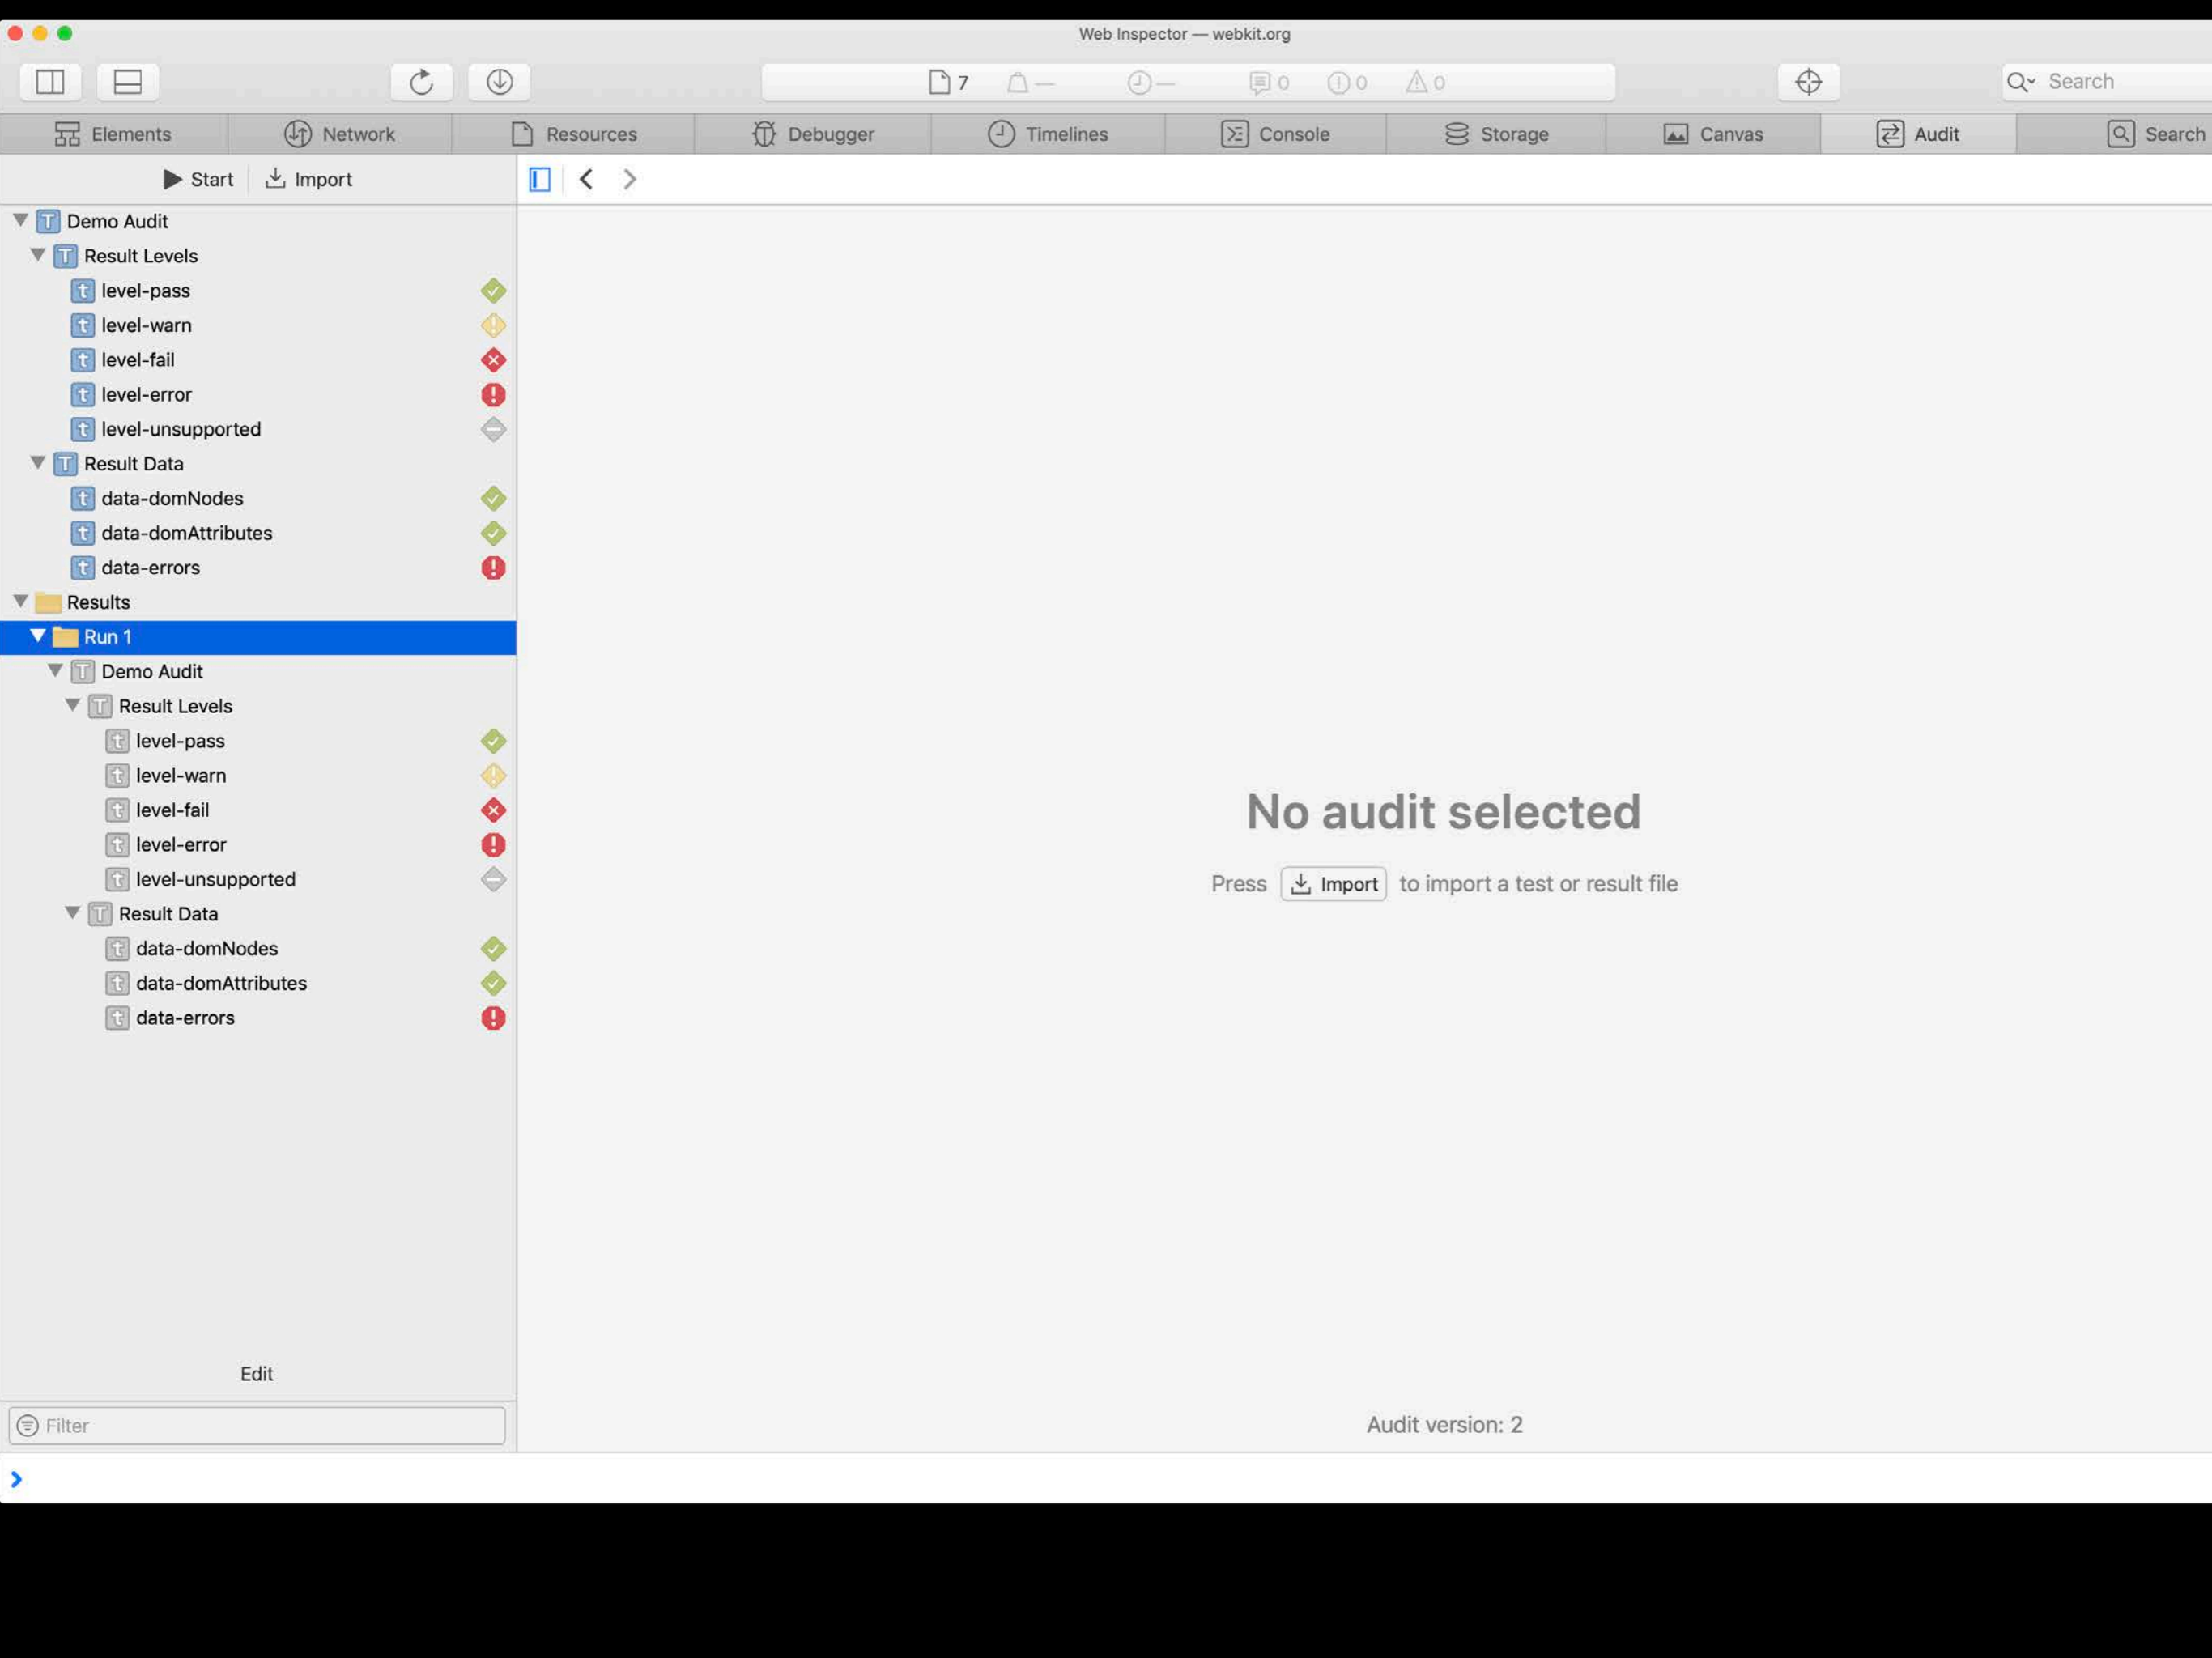 Web Inspector — webkit.org
7 — — 0 0 0 Search
Elements Network Resources Debugger Timelines Console Storage Canvas Audit Search
Start Import
Demo Audit
Result Levels
level-pass
level-warn
level-fail
level-error
level-unsupported
Result Data
data-domNodes
data-domAttributes
data-errors
Results
Run 1
Demo Audit
Result Levels
level-pass
level-warn
level-fail
level-error
level-unsupported
Result Data
data-domNodes
data-domAttributes
data-errors
Edit
Filter
No audit selected
Press Import to import a test or result file
Audit version: 2